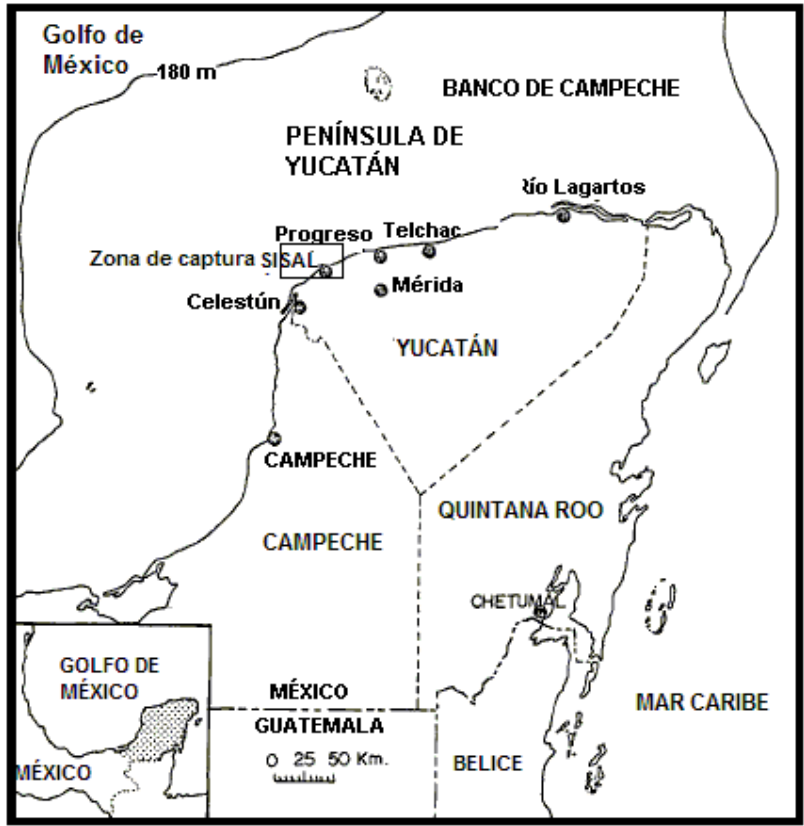 Golfo de
México
180 m
BANCO DE CAMPECHE
PENÍNSULA DE
YUCATÁN
Río Lagartos
Progreso
Telchac
Zona de captura SISAL
Celestún
Mérida
YUCATÁN
CAMPECHE
QUINTANA ROO
CAMPECHE
CHETUMAL
GOLFO DE
MÉXICO
MÉXICO
MÉXICO
GUATEMALA
0 25 50 Km.
BELICE
MAR CARIBE